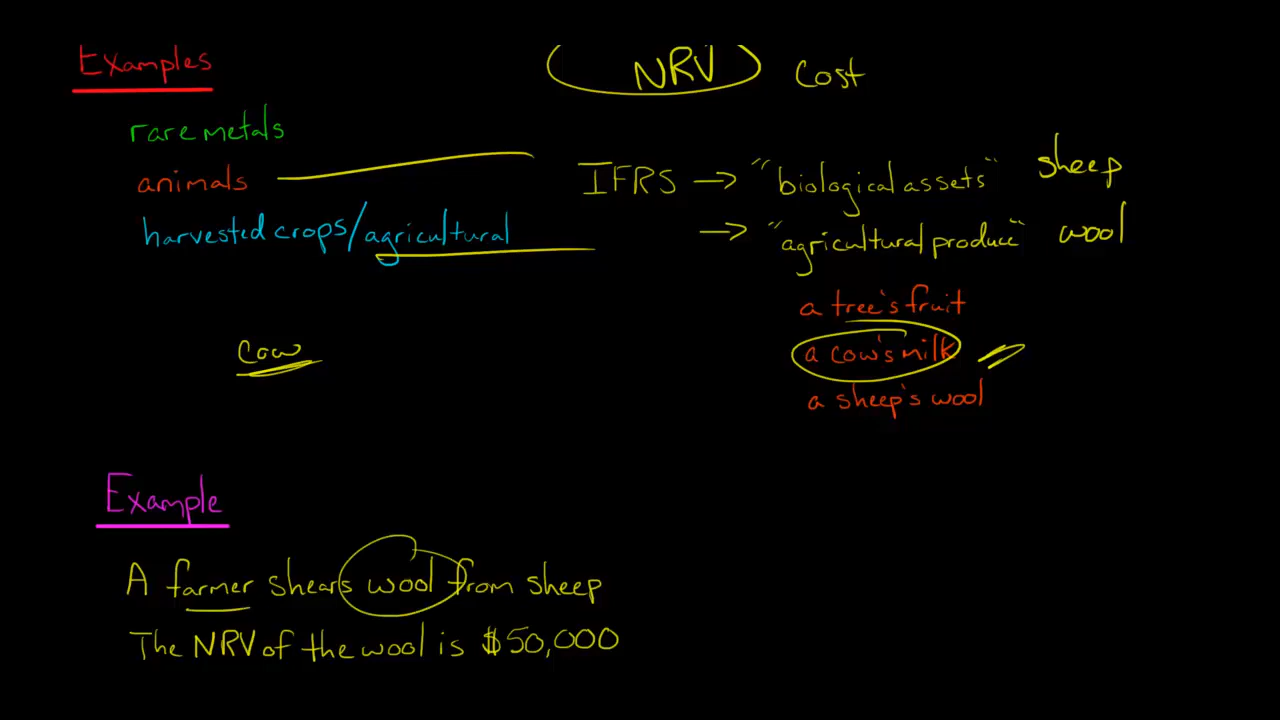 Examples
NRV cost
rare metals
animals
harvested crops/agricultural
IFRS → "biological assets" sheep
→ "agricultural produce" wool
a tree's fruit
a cow's milk
a sheep's wool
cow
Example
A farmer shears wool from sheep
The NRV of the wool is $50,000